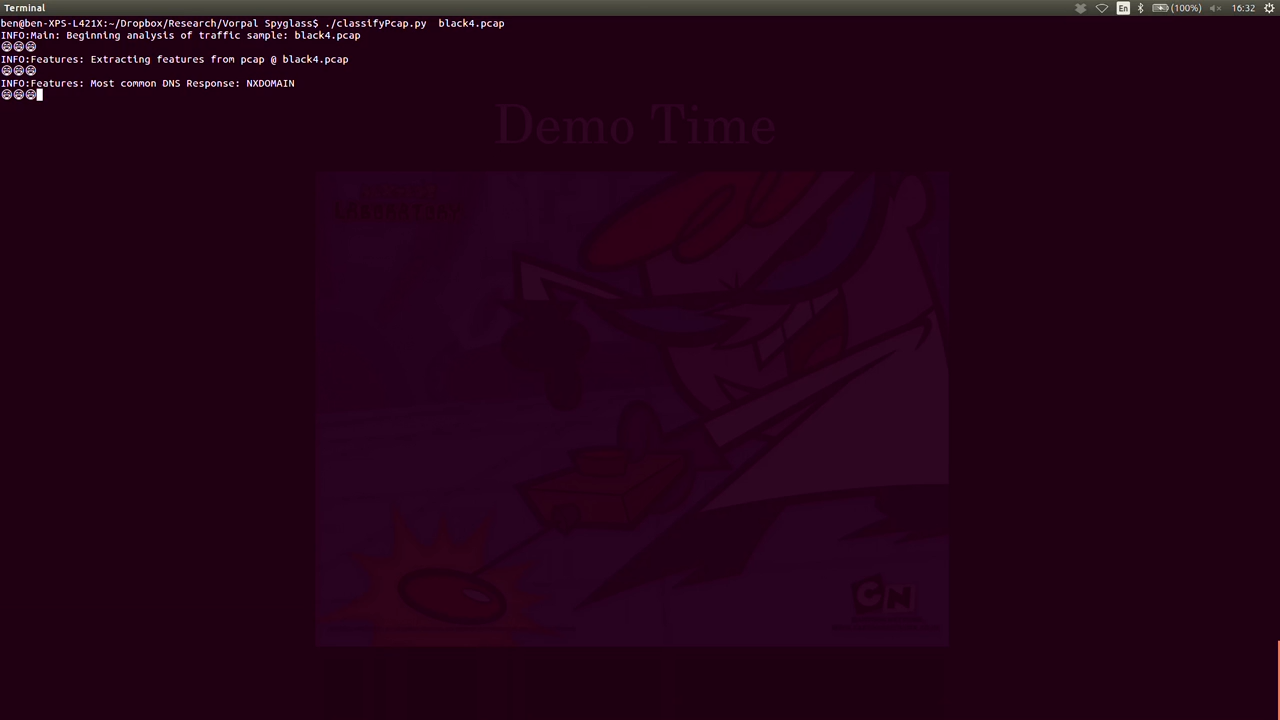 Terminal
En
(100%)
16:32
ben@ben-XPS-L421X:~/Dropbox/Research/Vorpal Spyglass$ ./classifyPcap.py  black4.pcap
INFO:Main: Beginning analysis of traffic sample: black4.pcap
😄😄😄
INFO:Features: Extracting features from pcap @ black4.pcap
😄😄😄
INFO:Features: Most common DNS Response: NXDOMAIN
😄😄😄
Demo Time
CN